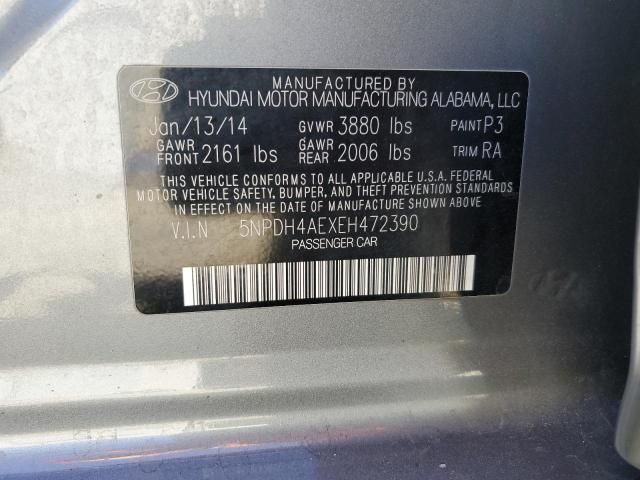 MANUFACTURED BY
HYUNDAI MOTOR MANUFACTURING ALABAMA, LLC
Jan/13/14 GVWR 3880 lbs PAINT P3
GAWR FRONT 2161 lbs GAWR REAR 2006 lbs TRIM RA
THIS VEHICLE CONFORMS TO ALL APPLICABLE U.S.A. FEDERAL
MOTOR VEHICLE SAFETY, BUMPER, AND THEFT PREVENTION STANDARDS
IN EFFECT ON THE DATE OF MANUFACTURE SHOWN ABOVE.
V.I.N 5NPDH4AEXEH472390
PASSENGER CAR